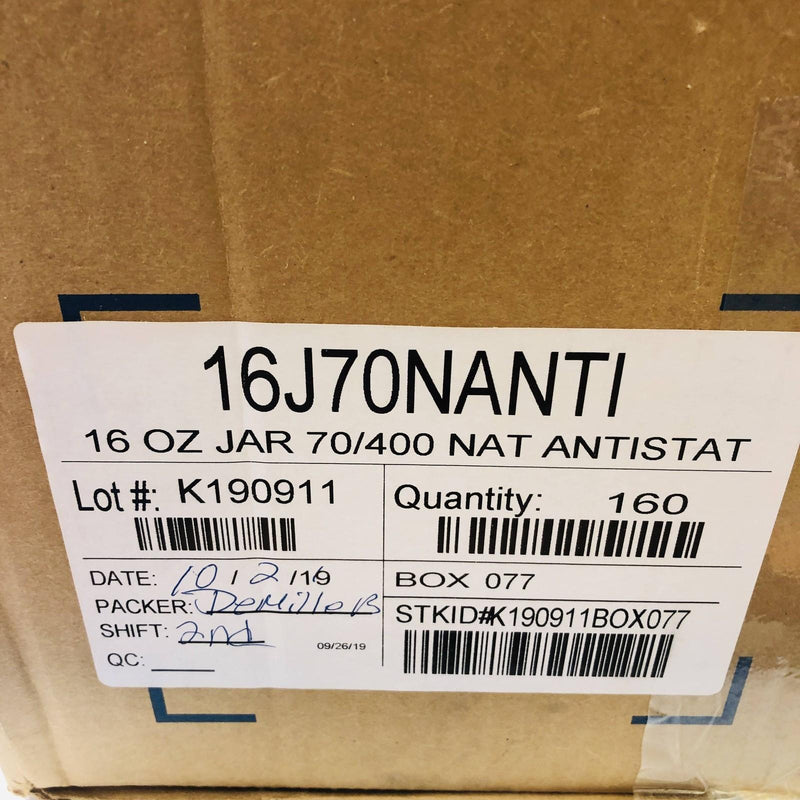 16J70NANTI
16 OZ JAR 70/400 NAT ANTISTAT
Lot #: K190911
Quantity: 160
DATE: 10 / 2 /19
PACKER: DeMille B
SHIFT: 2nd
QC:
09/26/19
BOX 077
STKID#K190911BOX077